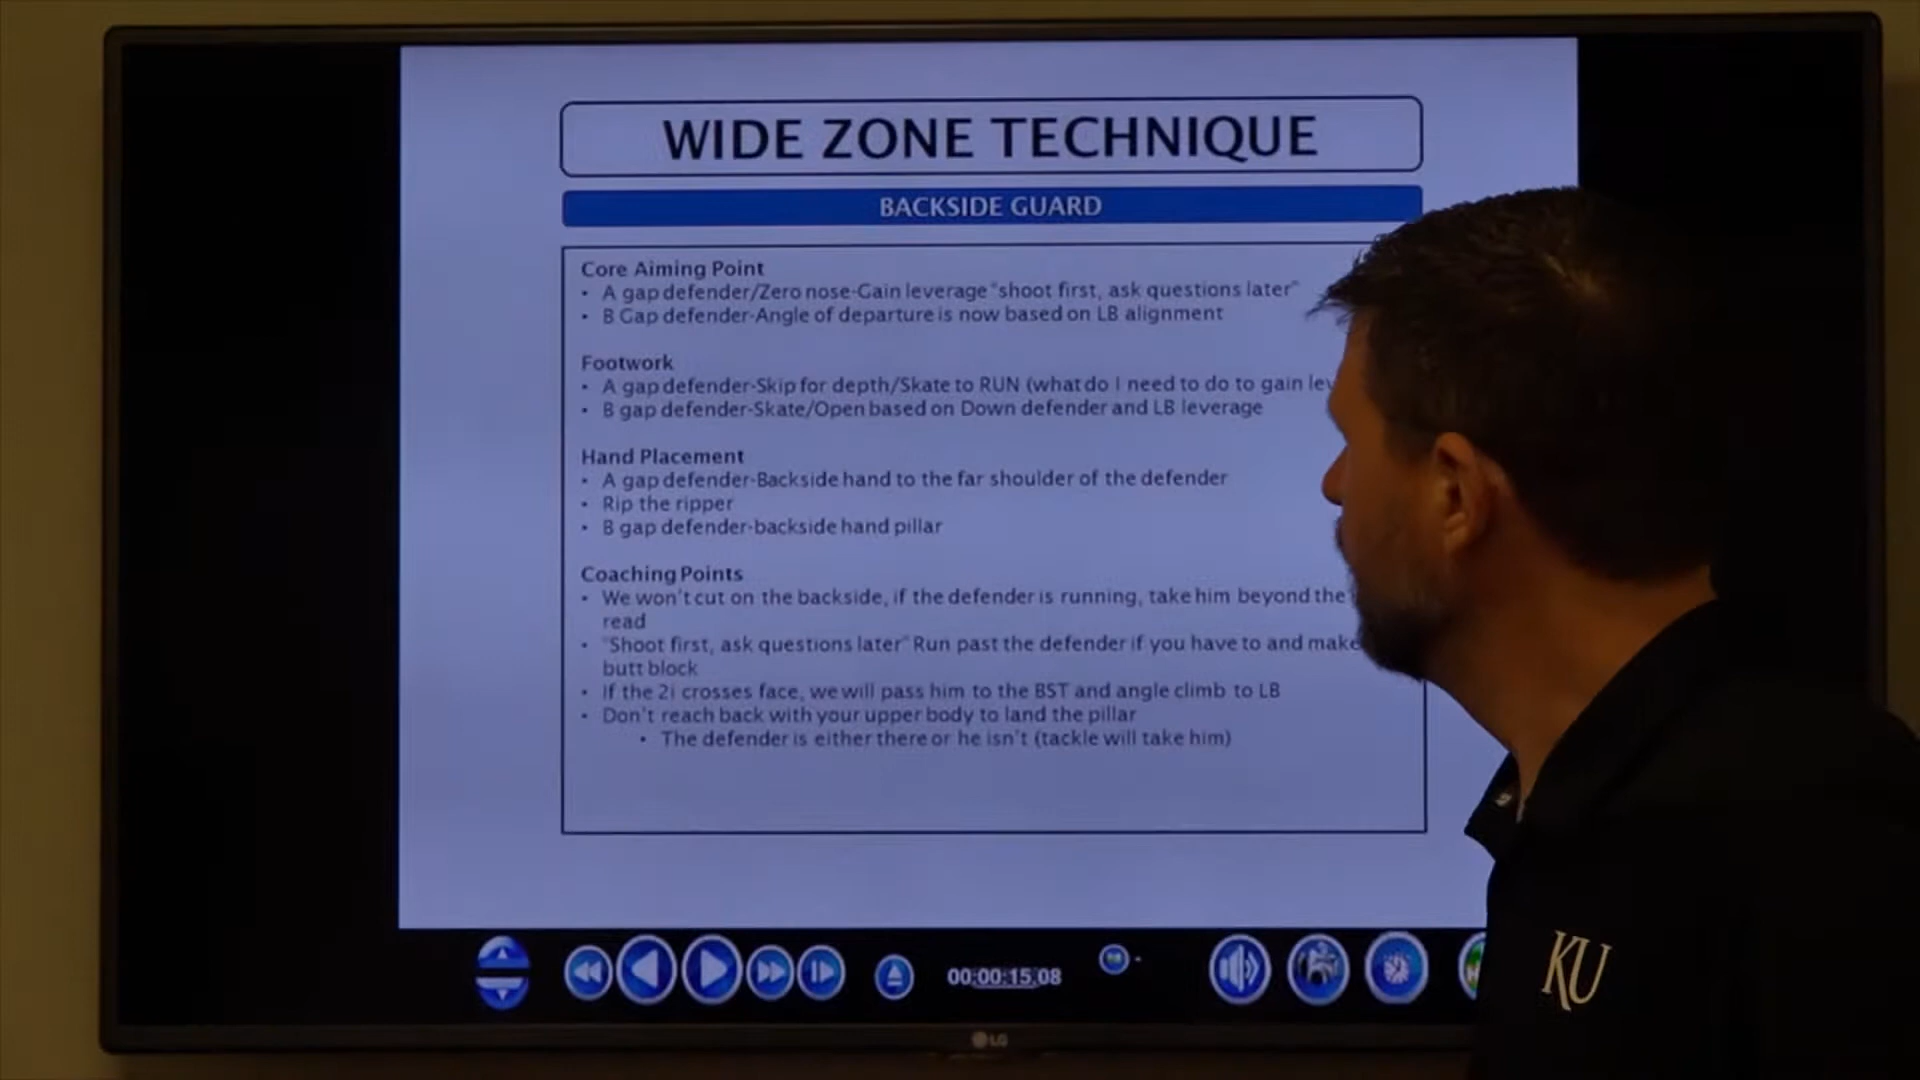 WIDE ZONE TECHNIQUE
BACKSIDE GUARD
Core Aiming Point
• A gap defender/Zero nose-Gain leverage "shoot first, ask questions later"
• B Gap defender-Angle of departure is now based on LB alignment
Footwork
• A gap defender-Skip for depth/Skate to RUN (what do I need to do to gain lev
• B gap defender-Skate/Open based on Down defender and LB leverage
Hand Placement
• A gap defender-Backside hand to the far shoulder of the defender
• Rip the ripper
• B gap defender-backside hand pillar
Coaching Points
• We won't cut on the backside, if the defender is running, take him beyond the
read
• "Shoot first, ask questions later" Run past the defender if you have to and make
butt block
• If the 2i crosses face, we will pass him to the BST and angle climb to LB
• Don't reach back with your upper body to land the pillar
• The defender is either there or he isn't (tackle will take him)
00:00:15.08
LG
KU